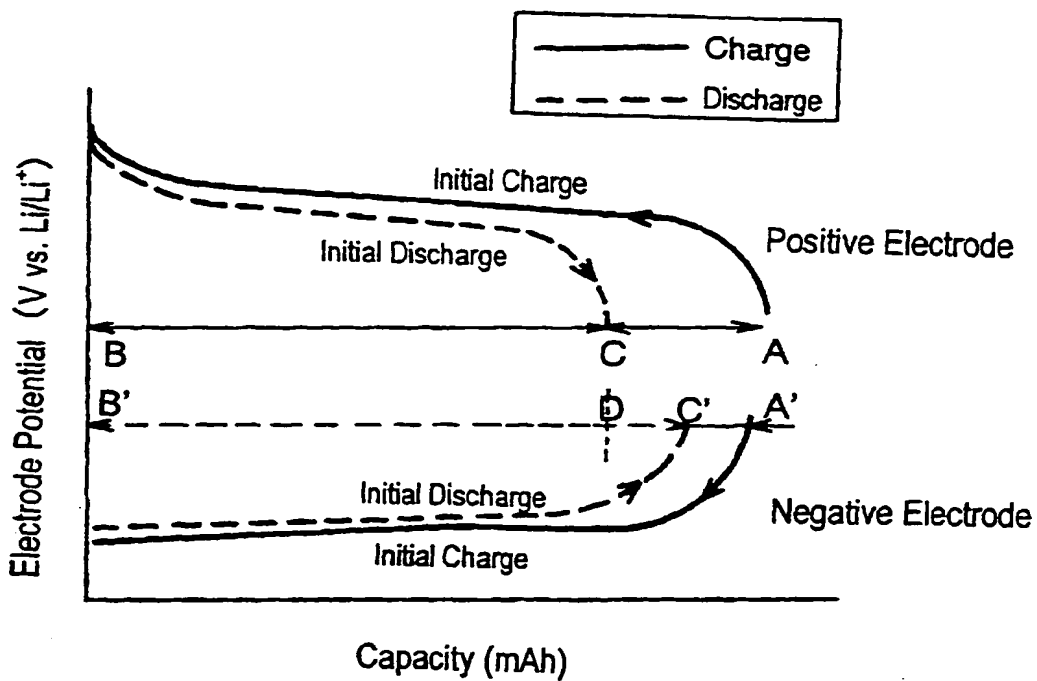 Charge
Discharge
Initial Charge
Positive Electrode
Initial Discharge
B C A
B' D C' A'
Initial Discharge
Negative Electrode
Initial Charge
Electrode Potential (V vs. Li/Li⁺)
Capacity (mAh)